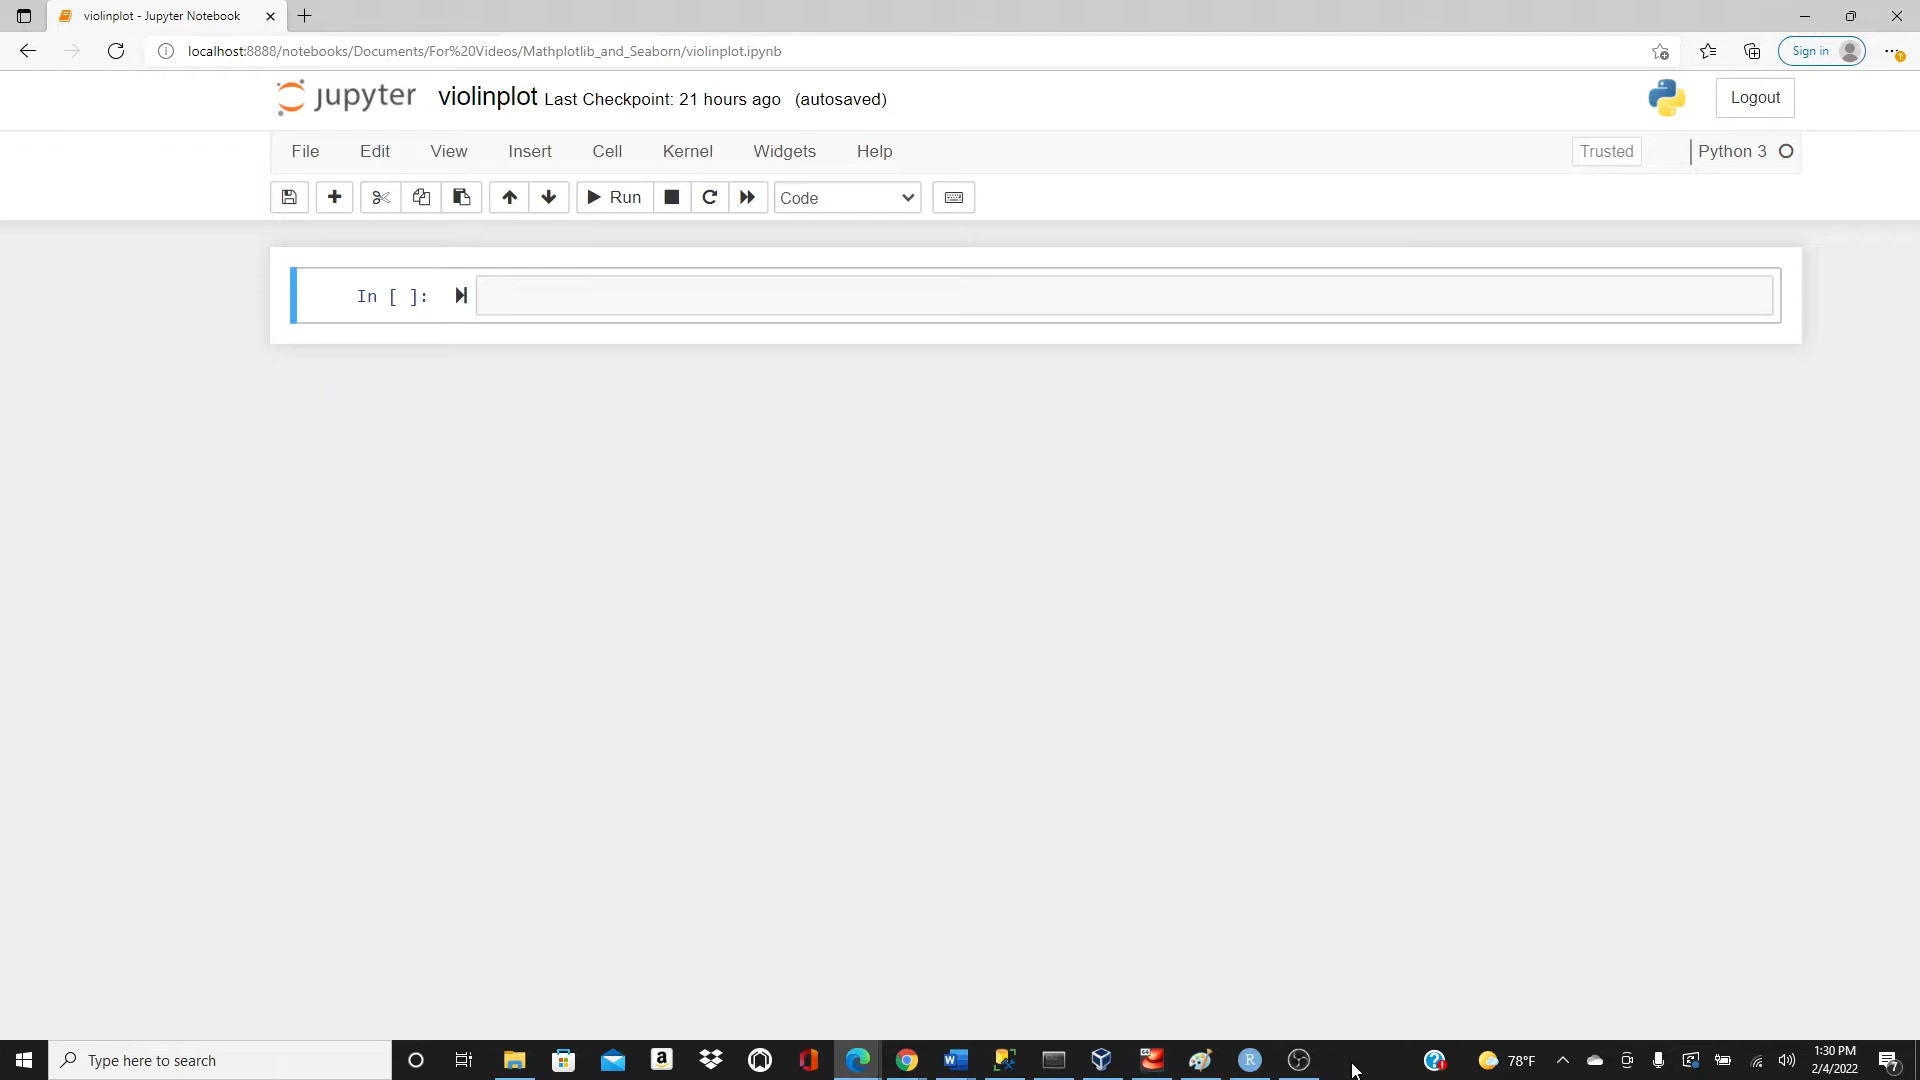 violinplot - Jupyter Notebook
localhost:8888/notebooks/Documents/For%20Videos/Mathplotlib_and_Seaborn/violinplot.ipynb
Sign in
jupyter violinplot Last Checkpoint: 21 hours ago (autosaved)
Logout
File Edit View Insert Cell Kernel Widgets Help
Trusted
Python 3
Run
Code
In [ ]:
Type here to search
78°F
1:30 PM
2/4/2022
7